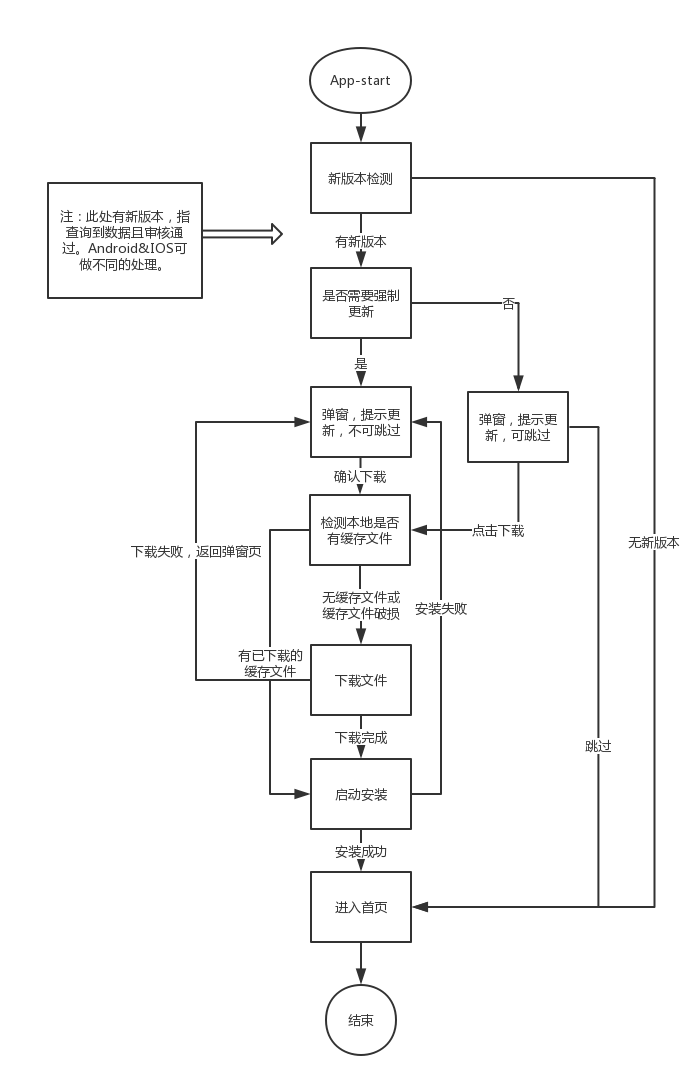 App-start
新版本检测
注：此处有新版本，指
查询到数据且审核通
过。Android&IOS可
做不同的处理。
有新版本
是否需要强制
更新
否
是
弹窗，提示更
新，不可跳过
弹窗，提示更
新，可跳过
确认下载
检测本地是否
有缓存文件
点击下载
无新版本
下载失败，返回弹窗页
无缓存文件或
缓存文件破损
安装失败
有已下载的
缓存文件
下载文件
下载完成
跳过
启动安装
安装成功
进入首页
结束